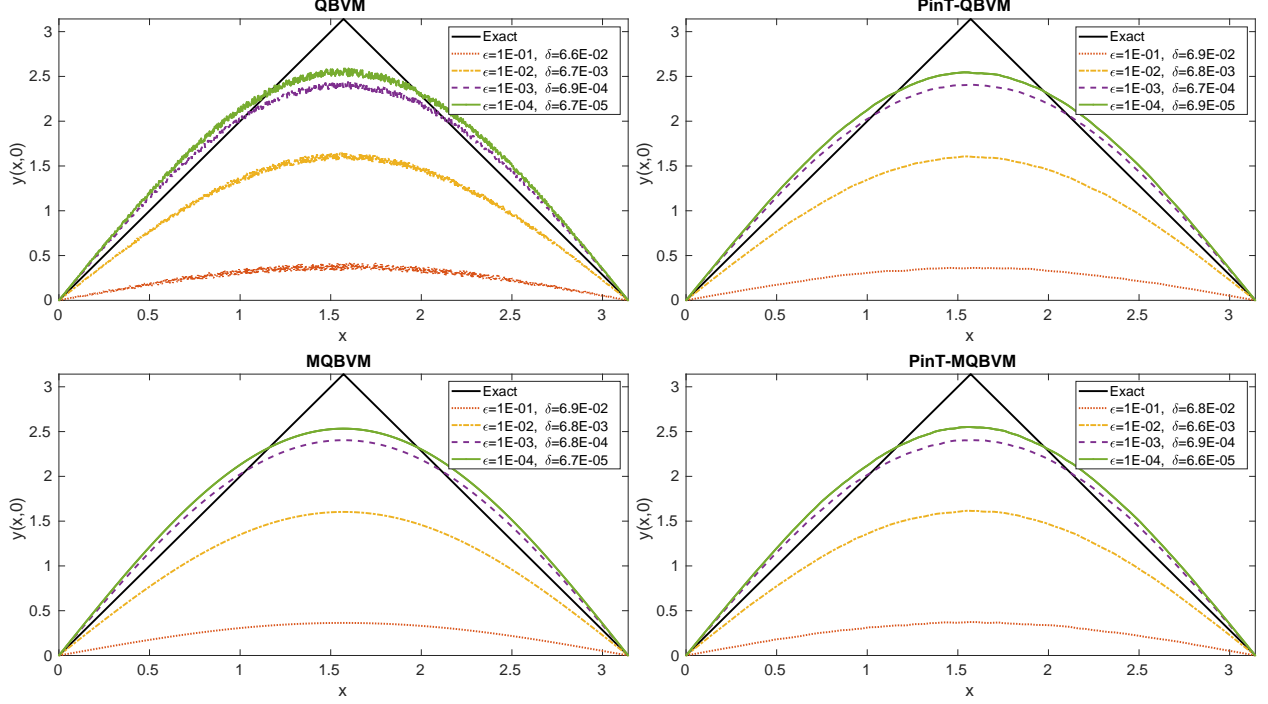 QBVM
Exact
ϵ=1E-01, δ=6.6E-02
ϵ=1E-02, δ=6.7E-03
ϵ=1E-03, δ=6.9E-04
ϵ=1E-04, δ=6.7E-05
y(x,0)
3
2.5
2
1.5
1
0.5
0
0 0.5 1 1.5 2 2.5 3
x
PinT-QBVM
Exact
ϵ=1E-01, δ=6.9E-02
ϵ=1E-02, δ=6.8E-03
ϵ=1E-03, δ=6.7E-04
ϵ=1E-04, δ=6.9E-05
y(x,0)
3
2.5
2
1.5
1
0.5
0
0 0.5 1 1.5 2 2.5 3
x
MQBVM
Exact
ϵ=1E-01, δ=6.9E-02
ϵ=1E-02, δ=6.8E-03
ϵ=1E-03, δ=6.8E-04
ϵ=1E-04, δ=6.7E-05
y(x,0)
3
2.5
2
1.5
1
0.5
0
0 0.5 1 1.5 2 2.5 3
x
PinT-MQBVM
Exact
ϵ=1E-01, δ=6.8E-02
ϵ=1E-02, δ=6.6E-03
ϵ=1E-03, δ=6.9E-04
ϵ=1E-04, δ=6.6E-05
y(x,0)
3
2.5
2
1.5
1
0.5
0
0 0.5 1 1.5 2 2.5 3
x